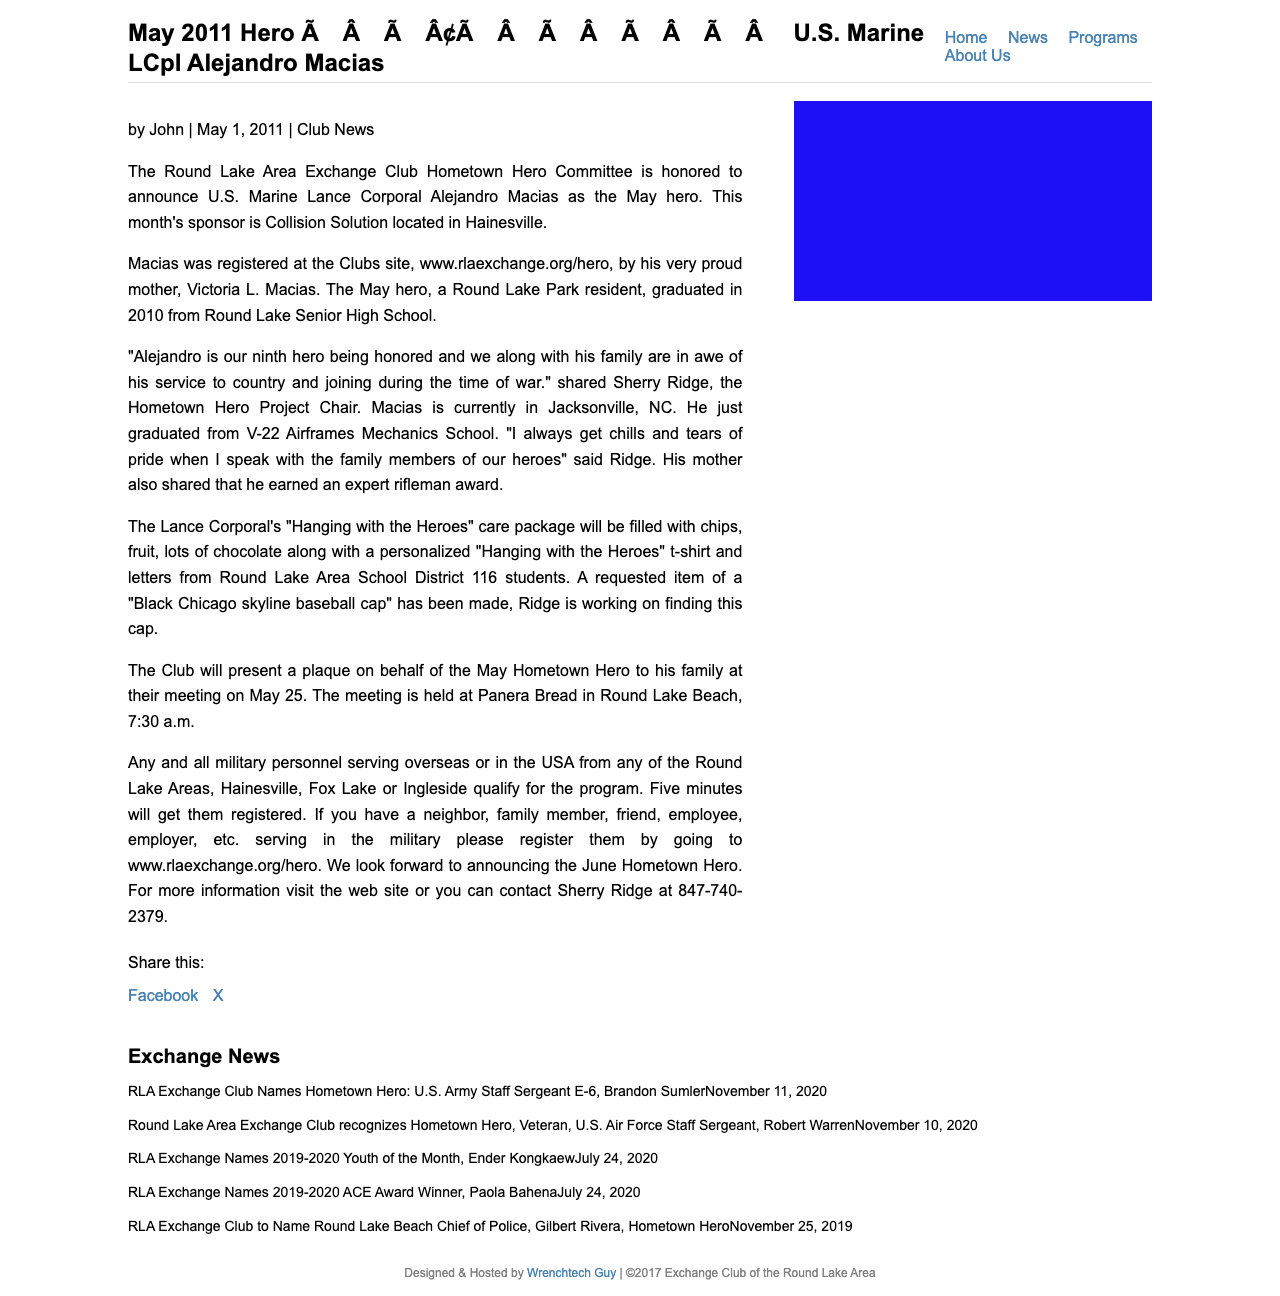 May 2011 Hero Ã Â Ã Â¢Ã Â Ã Â Ã Â Ã Â U.S. Marine
LCpl Alejandro Macias
Home News Programs
About Us
by John | May 1, 2011 | Club News
The Round Lake Area Exchange Club Hometown Hero Committee is honored to
announce U.S. Marine Lance Corporal Alejandro Macias as the May hero. This
month's sponsor is Collision Solution located in Hainesville.
Macias was registered at the Clubs site, www.rlaexchange.org/hero, by his very proud
mother, Victoria L. Macias. The May hero, a Round Lake Park resident, graduated in
2010 from Round Lake Senior High School.
"Alejandro is our ninth hero being honored and we along with his family are in awe of
his service to country and joining during the time of war." shared Sherry Ridge, the
Hometown Hero Project Chair. Macias is currently in Jacksonville, NC. He just
graduated from V-22 Airframes Mechanics School. "I always get chills and tears of
pride when I speak with the family members of our heroes" said Ridge. His mother
also shared that he earned an expert rifleman award.
The Lance Corporal's "Hanging with the Heroes" care package will be filled with chips,
fruit, lots of chocolate along with a personalized "Hanging with the Heroes" t-shirt and
letters from Round Lake Area School District 116 students. A requested item of a
"Black Chicago skyline baseball cap" has been made, Ridge is working on finding this
cap.
The Club will present a plaque on behalf of the May Hometown Hero to his family at
their meeting on May 25. The meeting is held at Panera Bread in Round Lake Beach,
7:30 a.m.
Any and all military personnel serving overseas or in the USA from any of the Round
Lake Areas, Hainesville, Fox Lake or Ingleside qualify for the program. Five minutes
will get them registered. If you have a neighbor, family member, friend, employee,
employer, etc. serving in the military please register them by going to
www.rlaexchange.org/hero. We look forward to announcing the June Hometown Hero.
For more information visit the web site or you can contact Sherry Ridge at 847-740-
2379.
Share this:
Facebook X
Exchange News
RLA Exchange Club Names Hometown Hero: U.S. Army Staff Sergeant E-6, Brandon SumlerNovember 11, 2020
Round Lake Area Exchange Club recognizes Hometown Hero, Veteran, U.S. Air Force Staff Sergeant, Robert WarrenNovember 10, 2020
RLA Exchange Names 2019-2020 Youth of the Month, Ender KongkaewJuly 24, 2020
RLA Exchange Names 2019-2020 ACE Award Winner, Paola BahenaJuly 24, 2020
RLA Exchange Club to Name Round Lake Beach Chief of Police, Gilbert Rivera, Hometown HeroNovember 25, 2019
Designed & Hosted by Wrenchtech Guy | ©2017 Exchange Club of the Round Lake Area